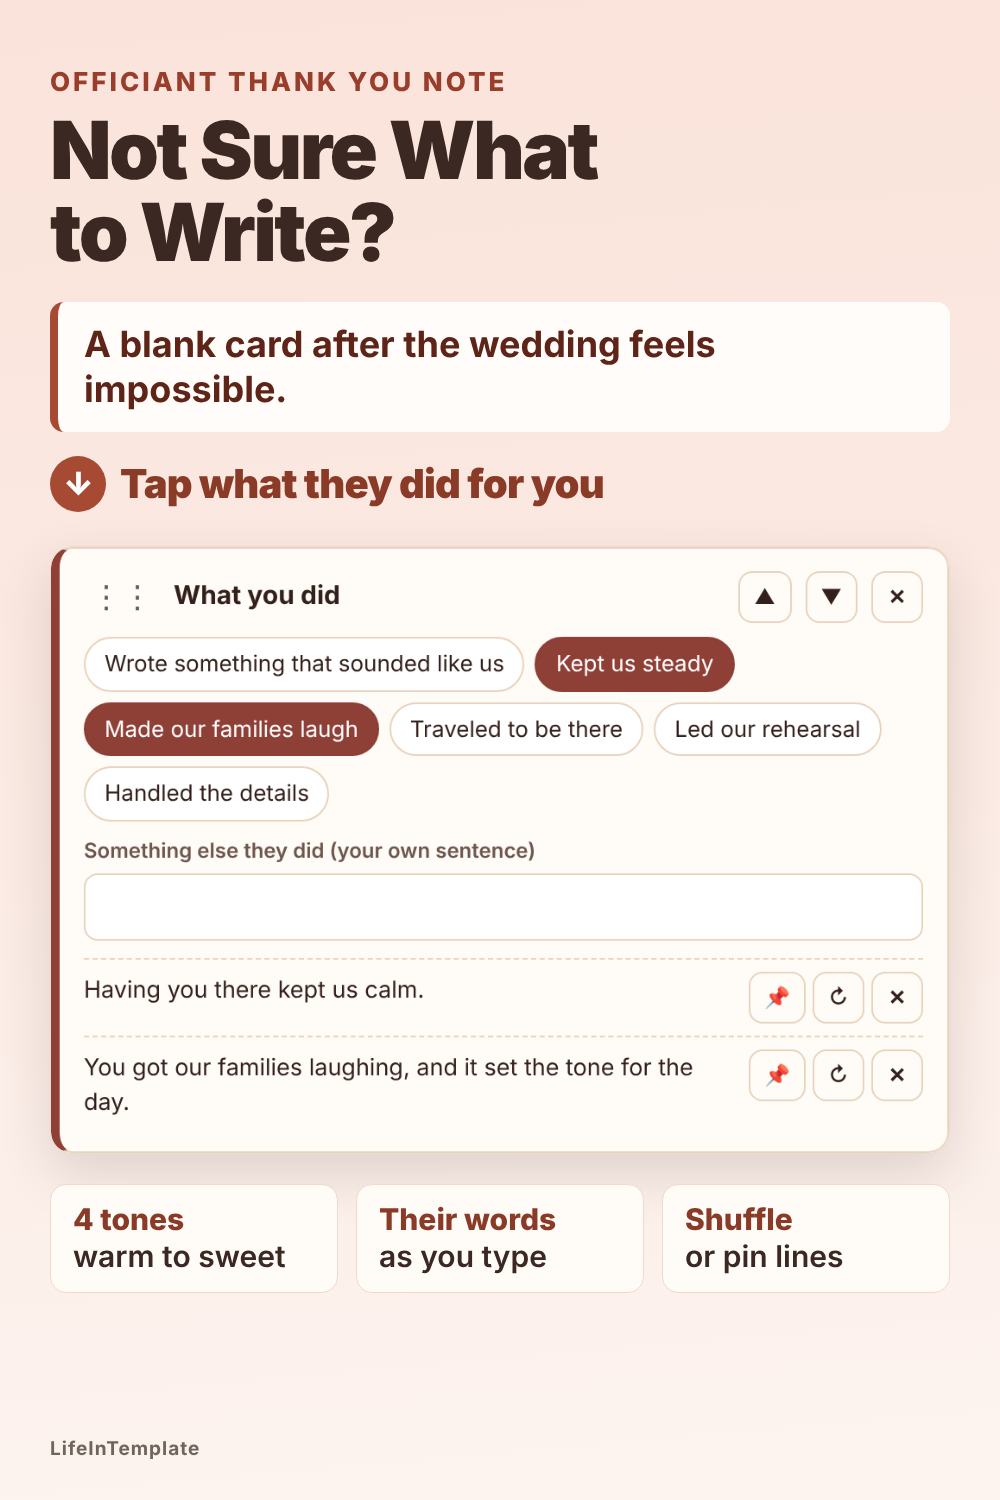 OFFICIANT THANK YOU NOTE
Not Sure What
to Write?
A blank card after the wedding feels
impossible.
Tap what they did for you
What you did
Wrote something that sounded like us
Kept us steady
Made our families laugh
Traveled to be there
Led our rehearsal
Handled the details
Something else they did (your own sentence)
Having you there kept us calm.
You got our families laughing, and it set the tone for the
day.
4 tones
warm to sweet
Their words
as you type
Shuffle
or pin lines
LifeInTemplate